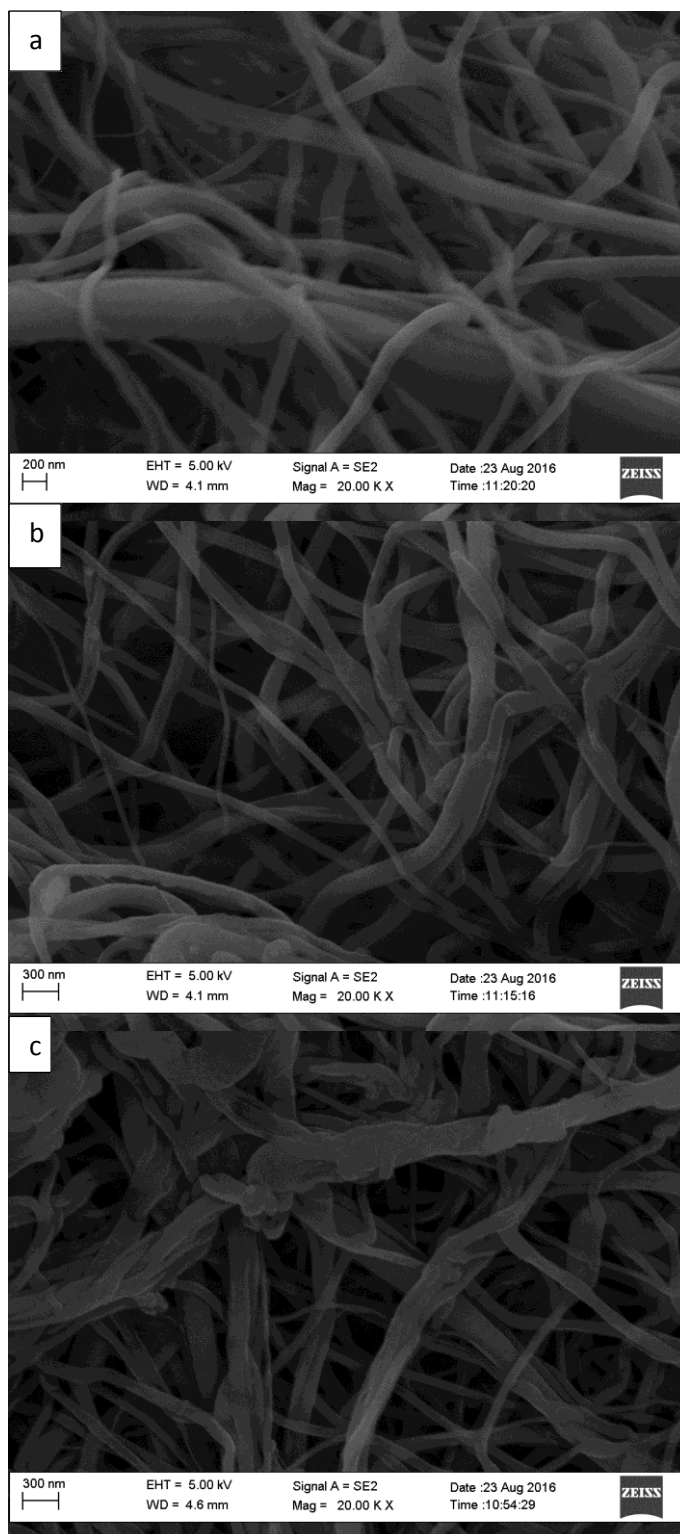 a
200 nm EHT = 5.00 kV Signal A = SE2 Date :23 Aug 2016 ZEISS
WD = 4.1 mm Mag = 20.00 K X Time :11:20:20
b
300 nm EHT = 5.00 kV Signal A = SE2 Date :23 Aug 2016 ZEISS
WD = 4.1 mm Mag = 20.00 K X Time :11:15:16
c
300 nm EHT = 5.00 kV Signal A = SE2 Date :23 Aug 2016 ZEISS
WD = 4.6 mm Mag = 20.00 K X Time :10:54:29